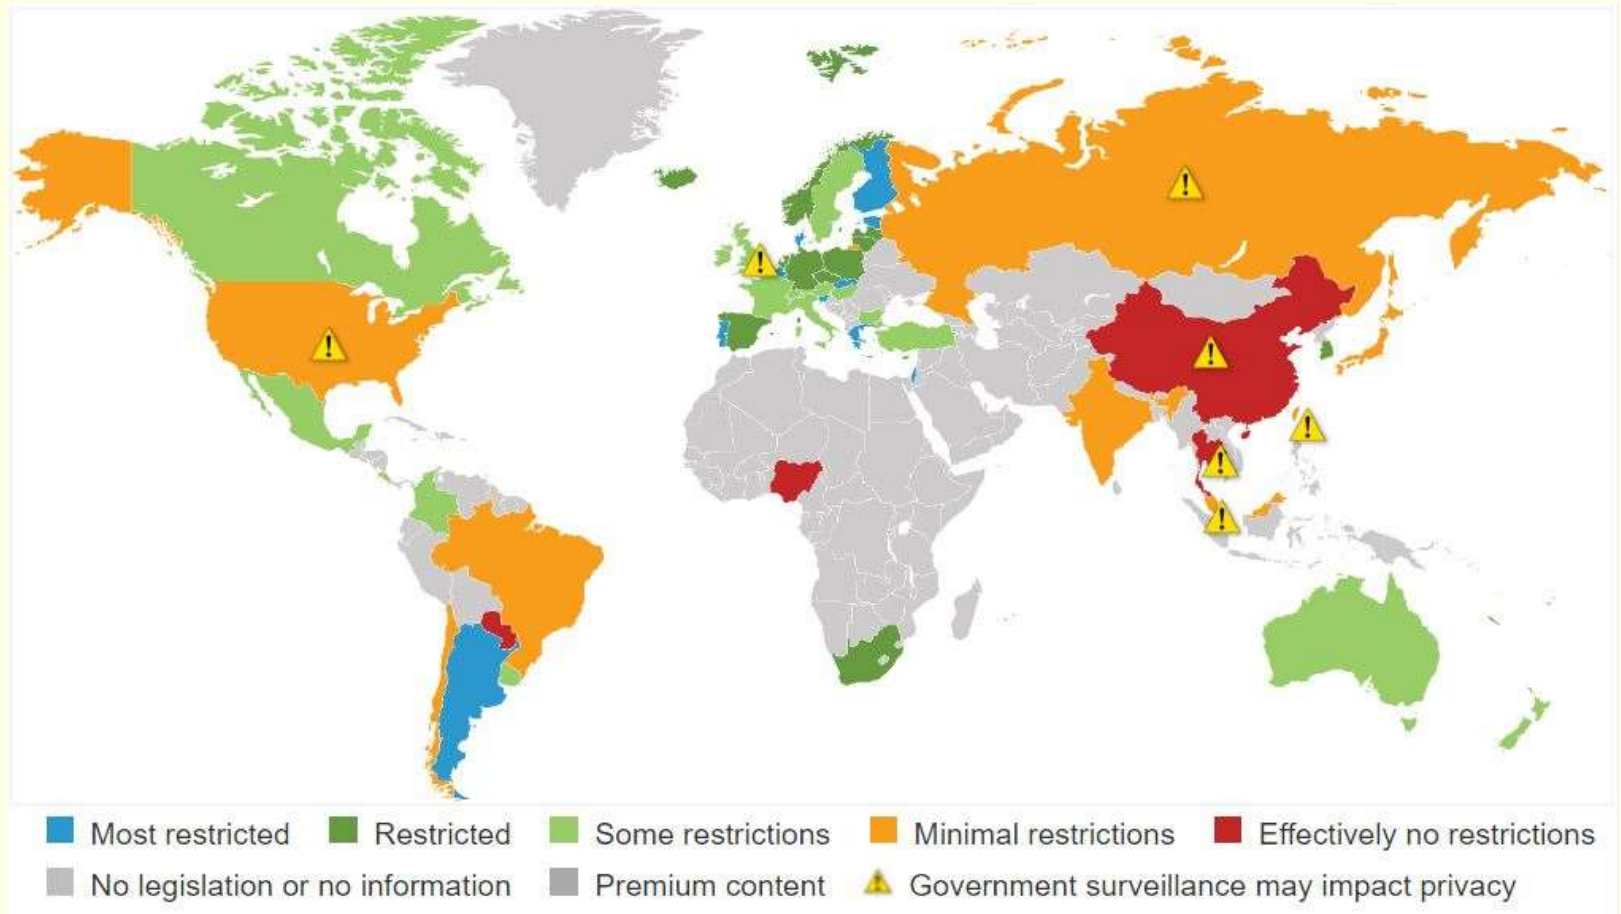 Most restricted Restricted Some restrictions Minimal restrictions Effectively no restrictions
No legislation or no information Premium content Government surveillance may impact privacy